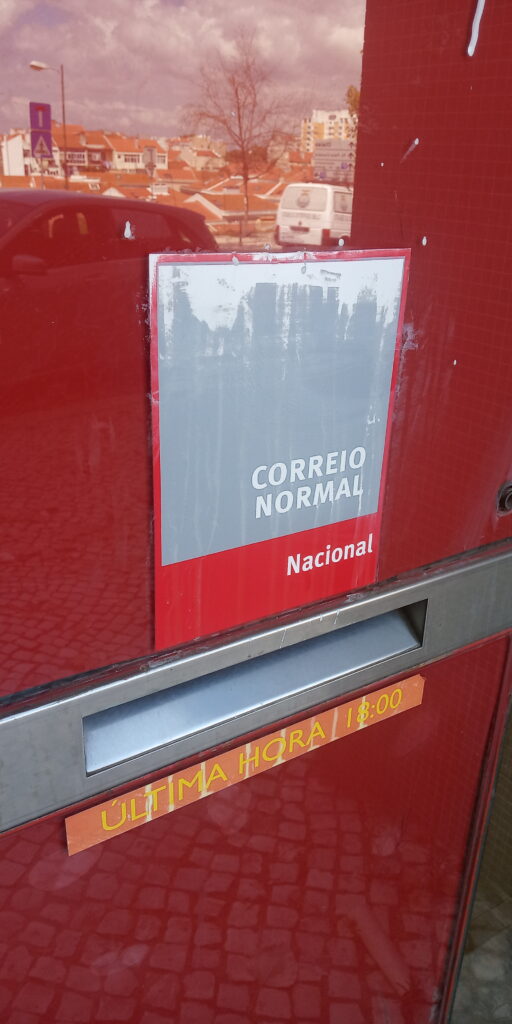 CORREIO
NORMAL
Nacional
ÚLTIMA HORA 18:00